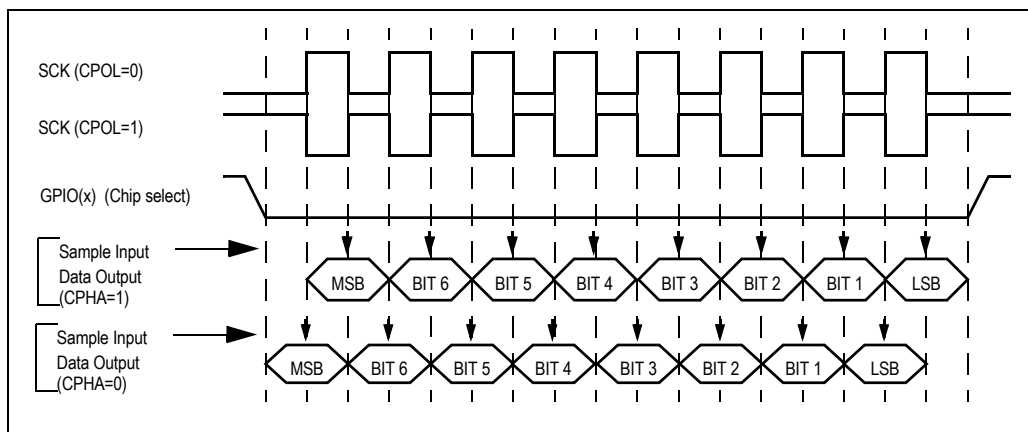 SCK (CPOL=0)
SCK (CPOL=1)
GPIO(x) (Chip select)
Sample Input
Data Output
(CPHA=1)
MSB BIT 6 BIT 5 BIT 4 BIT 3 BIT 2 BIT 1 LSB
Sample Input
Data Output
(CPHA=0)
MSB BIT 6 BIT 5 BIT 4 BIT 3 BIT 2 BIT 1 LSB